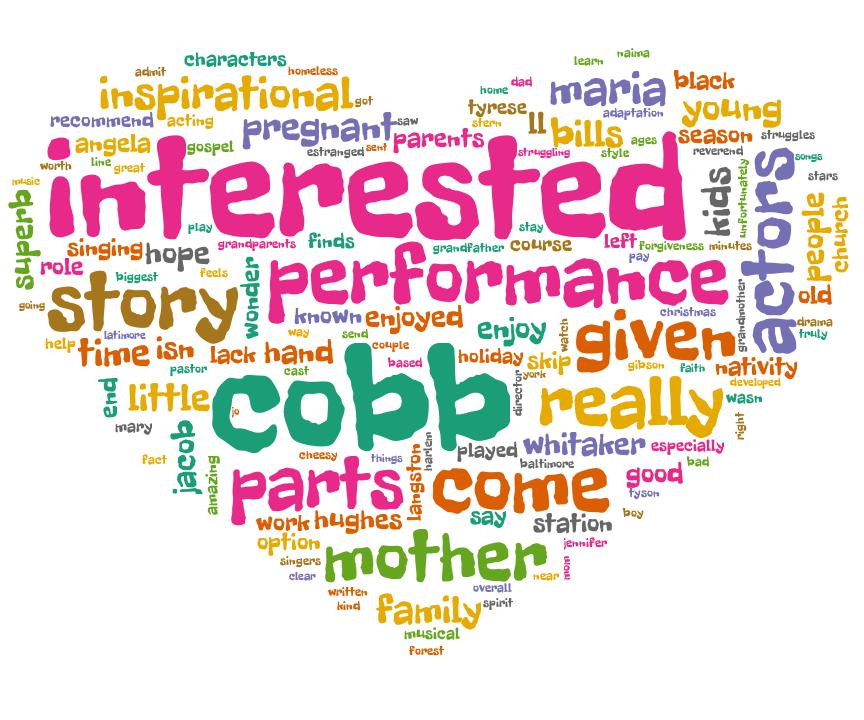 characters
naima
learn
admit
homeless
inspirational
got
home
dad
maria
black
recommend
acting
tyrese
adaptation
young
pregnant
saw
stern
ll
bills
ages
season
struggles
angela
gospel
parents
estranged
sent
struggling
style
reverend
songs
worth
line
great
music
interested
kids
unfortunately
actors
stars
superb
play
stay
people
church
singing
hope
grandparents
finds
grandfather
course
left
forgiveness
minutes
role
biggest
feels
wonder
performance
pay
grandmother
old
going
story
known
enjoyed
christmas
drama
truly
latimore
way
send
enjoy
watch
given
help
time
isn
lack
hand
couple
pastor
cast
based
holiday
skip
gibson
faith
nativity
developed
end
little
jo
cobb
director
york
really
wasn
right
mary
jacob
cheesy
things
harlem
played
whitaker
especially
fact
amazing
baltimore
bad
parts
langston
come
good
tyson
work
hughes
say
station
boy
option
singers
mother
jennifer
mom
clear
near
written
overall
kind
family
spirit
musical
forest